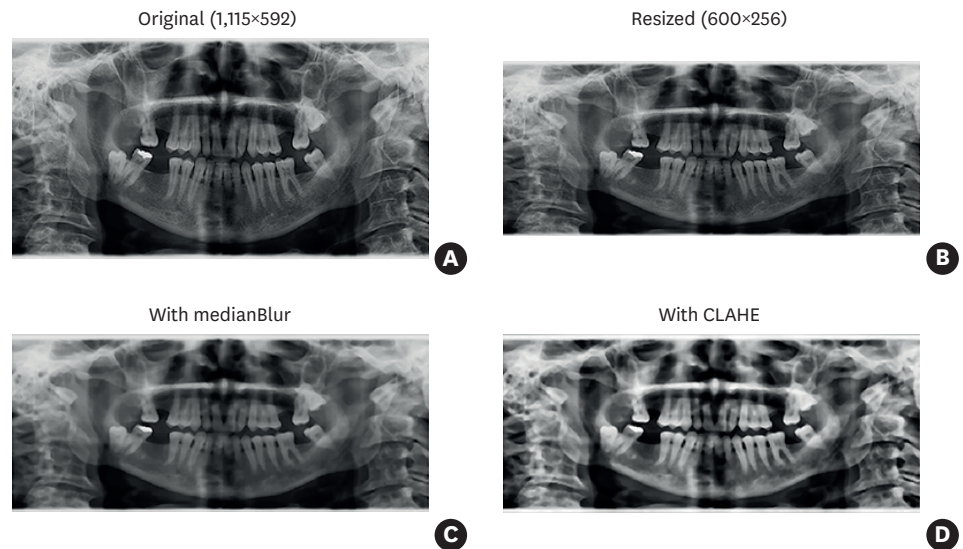 Original (1,115×592)
Resized (600×256)
A
B
With medianBlur
With CLAHE
C
D